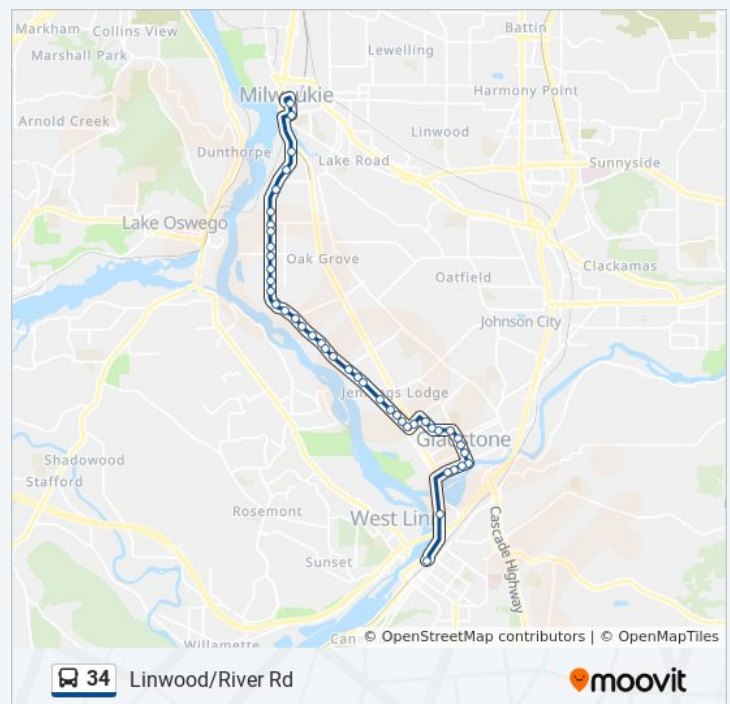 Markham
Collins View
Battin
Marshall Park
Lewelling
Milwaukie
Harmony Point
Arnold Creek
Linwood
Dunthorpe
Lake Road
Sunnyside
Lake Oswego
Oak Grove
Clackamas
Oatfield
Johnson City
Jennings Lodge
Gladstone
Shadowood
Stafford
Rosemont
West Linn
Cascade Highway
Sunset
Willamette
Can
© OpenStreetMap contributors | © OpenMapTiles
34 Linwood/River Rd
moovit